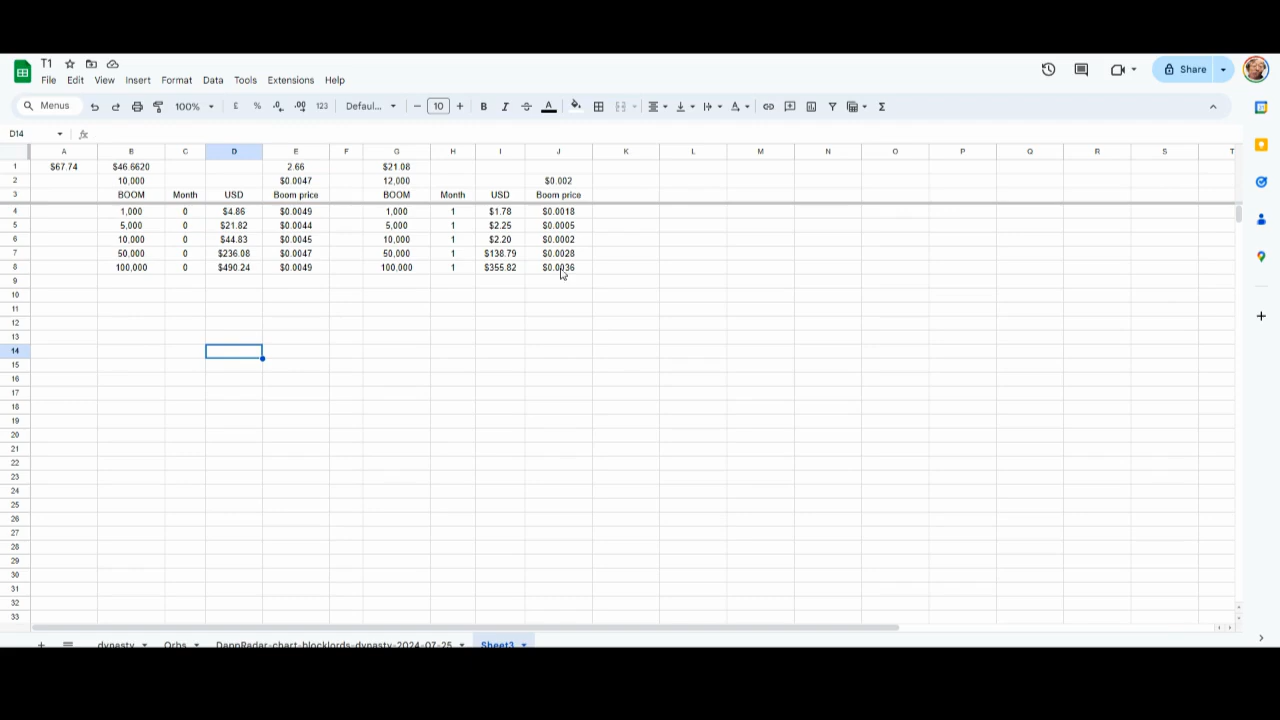 T1
File Edit View Insert Format Data Tools Extensions Help
Share
Menus 100% £ % .0 .00 123 Defaul... 10 B I A
D14 fx
A B C D E F G H I J K L M N O P Q R S T
1 $67.74 $46.6620 2.66 $21.08
2 10,000 $0.0047 12,000 $0.002
3 BOOM Month USD Boom price BOOM Month USD Boom price
4 1,000 0 $4.86 $0.0049 1,000 1 $1.78 $0.0018
5 5,000 0 $21.82 $0.0044 5,000 1 $2.25 $0.0005
6 10,000 0 $44.83 $0.0045 10,000 1 $2.20 $0.0002
7 50,000 0 $236.08 $0.0047 50,000 1 $138.79 $0.0028
8 100,000 0 $490.24 $0.0049 100,000 1 $355.82 $0.0036
9
10
11
12
13
14
15
16
17
18
19
20
21
22
23
24
25
26
27
28
29
30
31
32
33
dynasty Orbs DappRadar-chart-blocklords-dynasty-2024-07-25 Sheet3